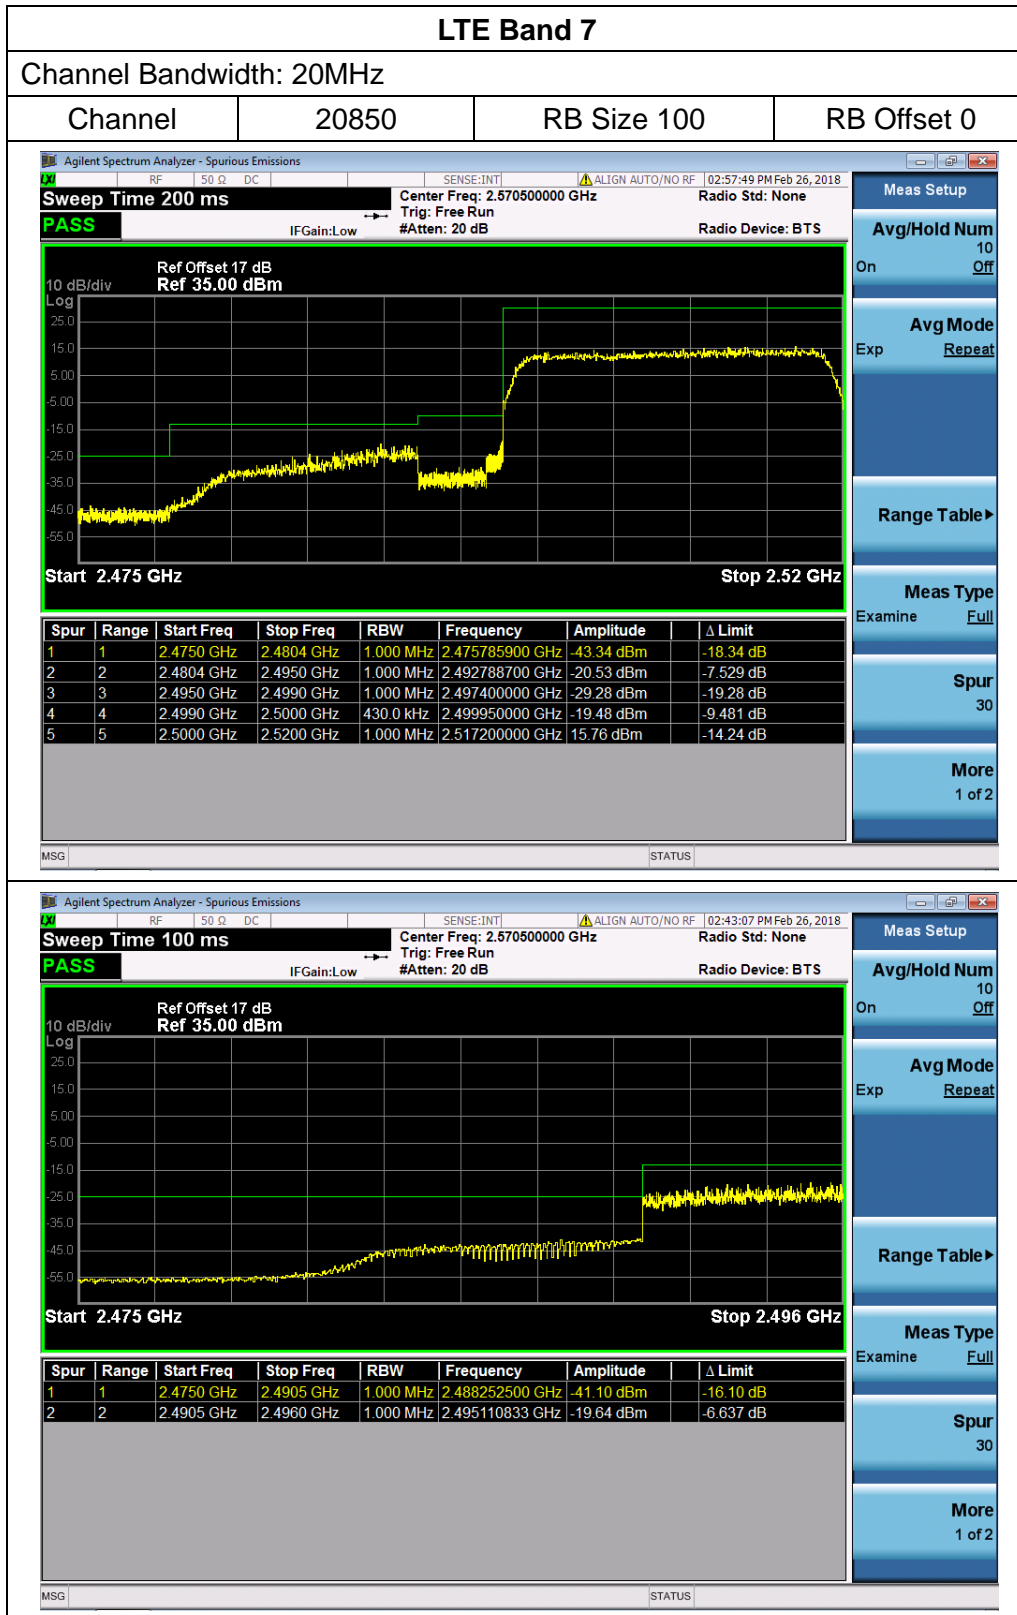 LTE Band 7
Channel Bandwidth: 20MHz
Channel 20850 RB Size 100 RB Offset 0
Agilent Spectrum Analyzer - Spurious Emissions
LXI RF 50 Ω DC SENSE:INT ALIGN AUTO/NO RF 02:57:49 PM Feb 26, 2018
Sweep Time 200 ms Center Freq: 2.570500000 GHz Radio Std: None
Trig: Free Run
PASS IFGain:Low #Atten: 20 dB Radio Device: BTS
Ref Offset 17 dB
10 dB/div Ref 35.00 dBm
Log
25.0
15.0
5.00
-5.00
-15.0
-25.0
-35.0
-45.0
-55.0
Start 2.475 GHz Stop 2.52 GHz
Spur Range Start Freq Stop Freq RBW Frequency Amplitude Δ Limit
1 1 2.4750 GHz 2.4804 GHz 1.000 MHz 2.475785900 GHz -43.34 dBm -18.34 dB
2 2 2.4804 GHz 2.4950 GHz 1.000 MHz 2.492788700 GHz -20.53 dBm -7.529 dB
3 3 2.4950 GHz 2.4990 GHz 1.000 MHz 2.497400000 GHz -29.28 dBm -19.28 dB
4 4 2.4990 GHz 2.5000 GHz 430.0 kHz 2.499950000 GHz -19.48 dBm -9.481 dB
5 5 2.5000 GHz 2.5200 GHz 1.000 MHz 2.517200000 GHz 15.76 dBm -14.24 dB
MSG STATUS
Meas Setup
Avg/Hold Num
10
On Off
Avg Mode
Exp Repeat
Range Table
Meas Type
Examine Full
Spur
30
More
1 of 2
Agilent Spectrum Analyzer - Spurious Emissions
LXI RF 50 Ω DC SENSE:INT ALIGN AUTO/NO RF 02:43:07 PM Feb 26, 2018
Sweep Time 100 ms Center Freq: 2.570500000 GHz Radio Std: None
Trig: Free Run
PASS IFGain:Low #Atten: 20 dB Radio Device: BTS
Ref Offset 17 dB
10 dB/div Ref 35.00 dBm
Log
25.0
15.0
5.00
-5.00
-15.0
-25.0
-35.0
-45.0
-55.0
Start 2.475 GHz Stop 2.496 GHz
Spur Range Start Freq Stop Freq RBW Frequency Amplitude Δ Limit
1 1 2.4750 GHz 2.4905 GHz 1.000 MHz 2.488252500 GHz -41.10 dBm -16.10 dB
2 2 2.4905 GHz 2.4960 GHz 1.000 MHz 2.495110833 GHz -19.64 dBm -6.637 dB
MSG STATUS
Meas Setup
Avg/Hold Num
10
On Off
Avg Mode
Exp Repeat
Range Table
Meas Type
Examine Full
Spur
30
More
1 of 2